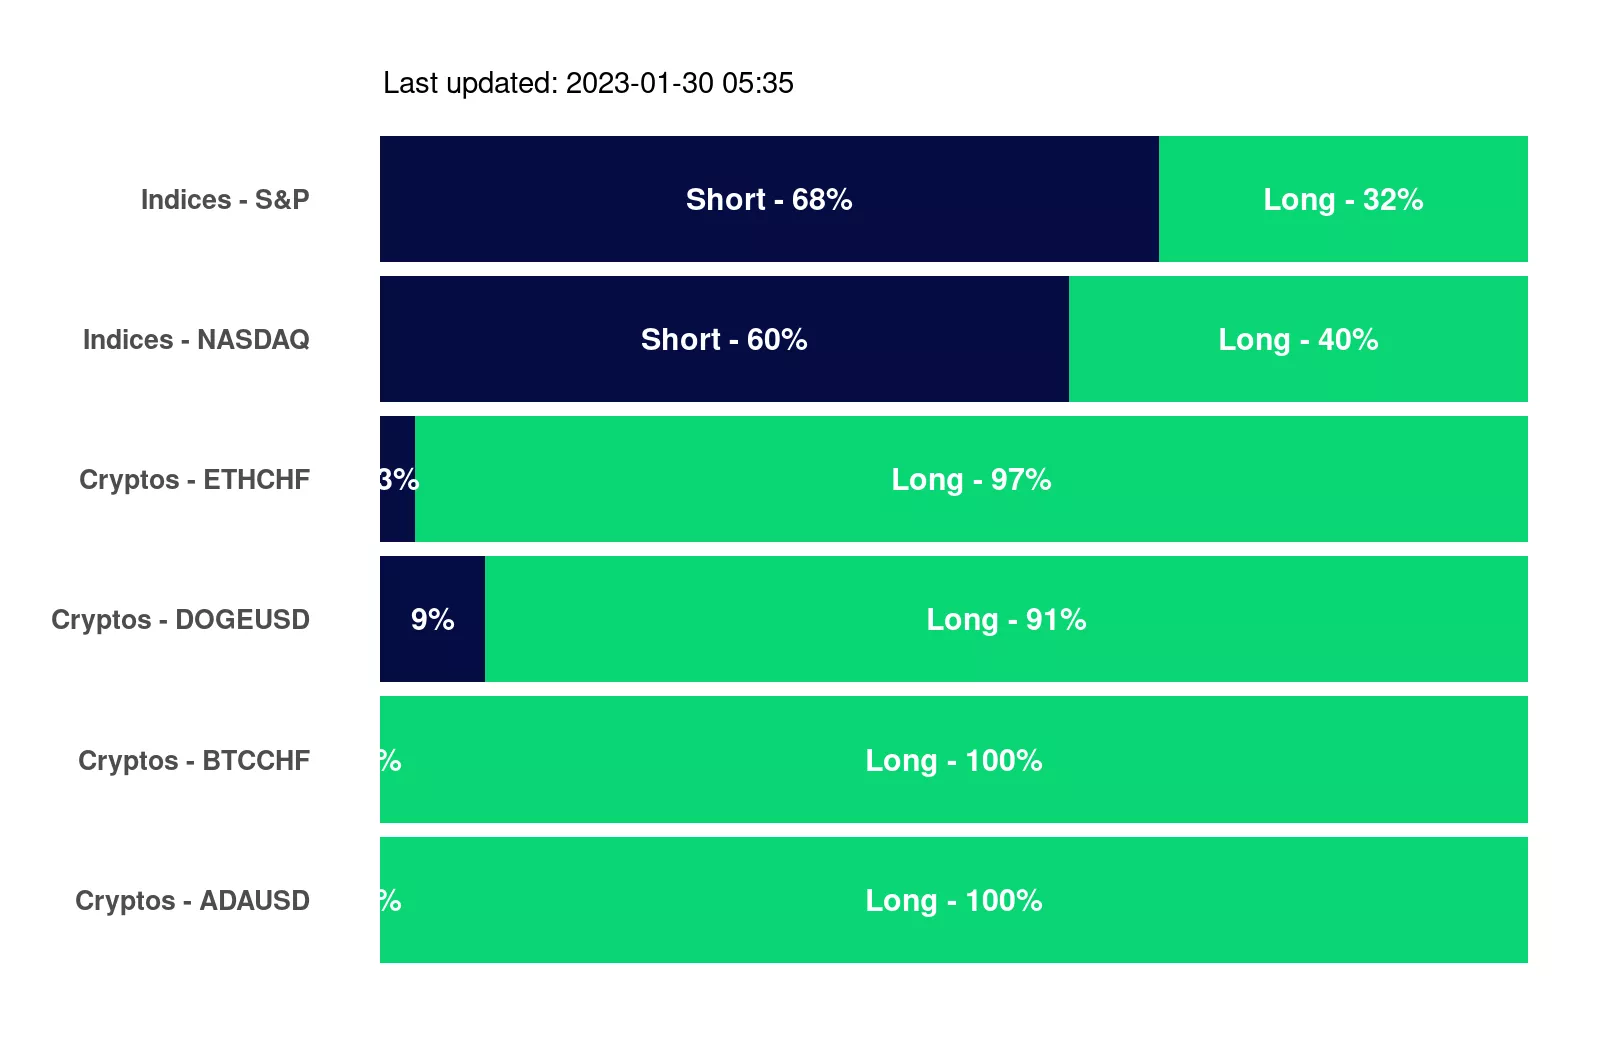 Last updated: 2023-01-30 05:35
Indices - S&P Short - 68% Long - 32%
Indices - NASDAQ Short - 60% Long - 40%
Cryptos - ETHCHF 3% Long - 97%
Cryptos - DOGEUSD 9% Long - 91%
Cryptos - BTCCHF % Long - 100%
Cryptos - ADAUSD % Long - 100%